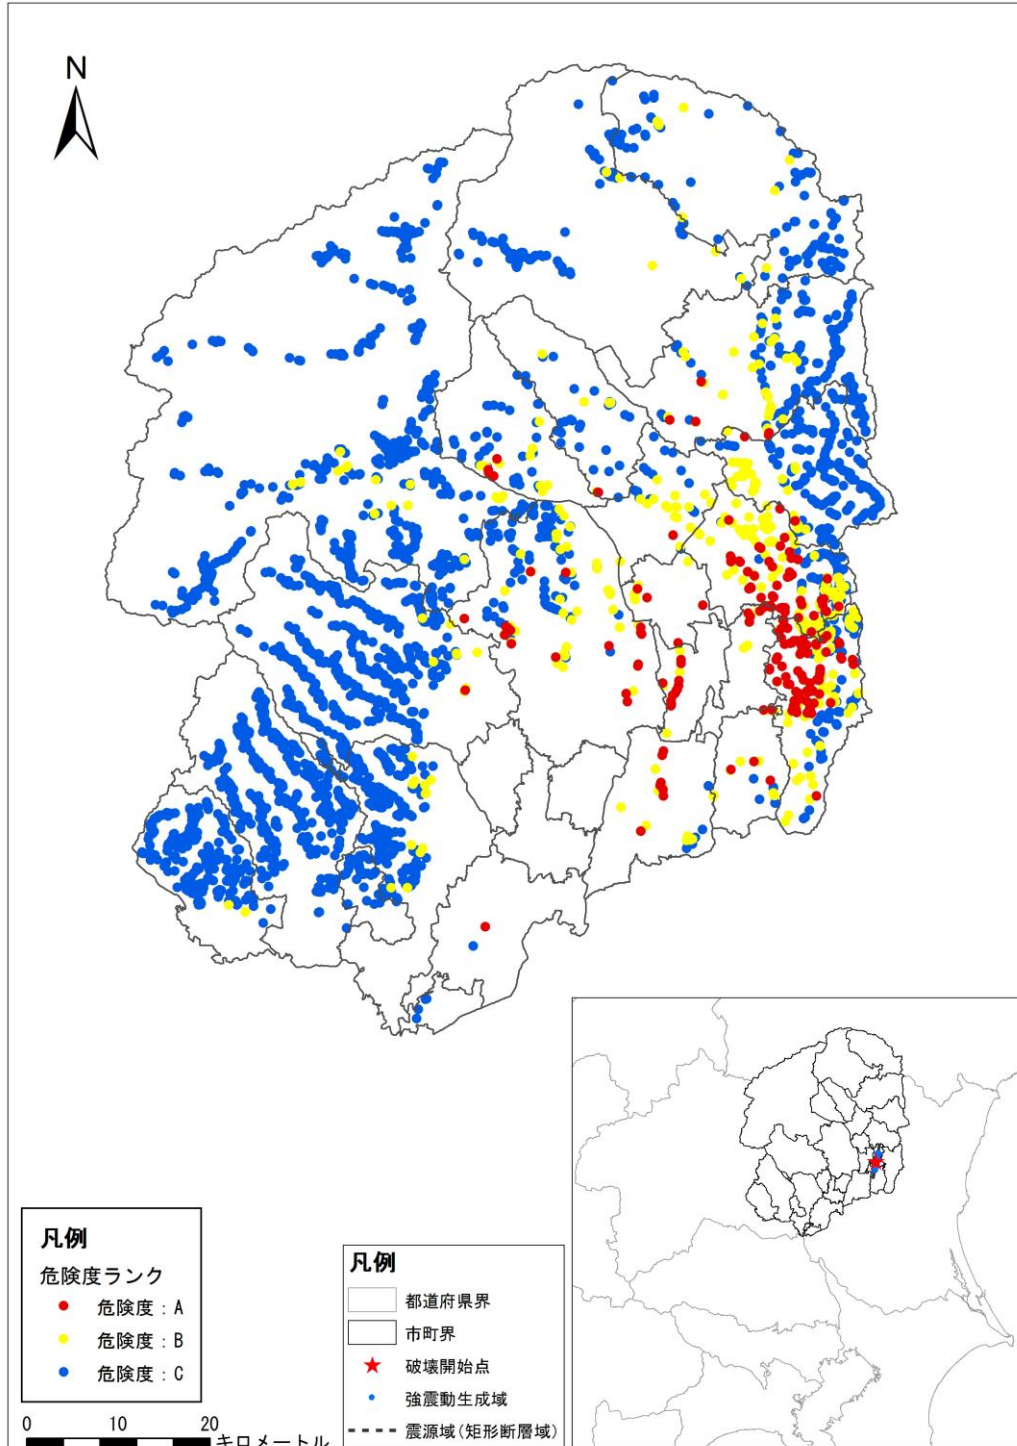 N
凡例
危険度ランク
危険度：A
危険度：B
危険度：C
0 10 20
キロメートル
凡例
都道府県界
市町界
破壊開始点
強震動生成域
震源域(矩形断層域)